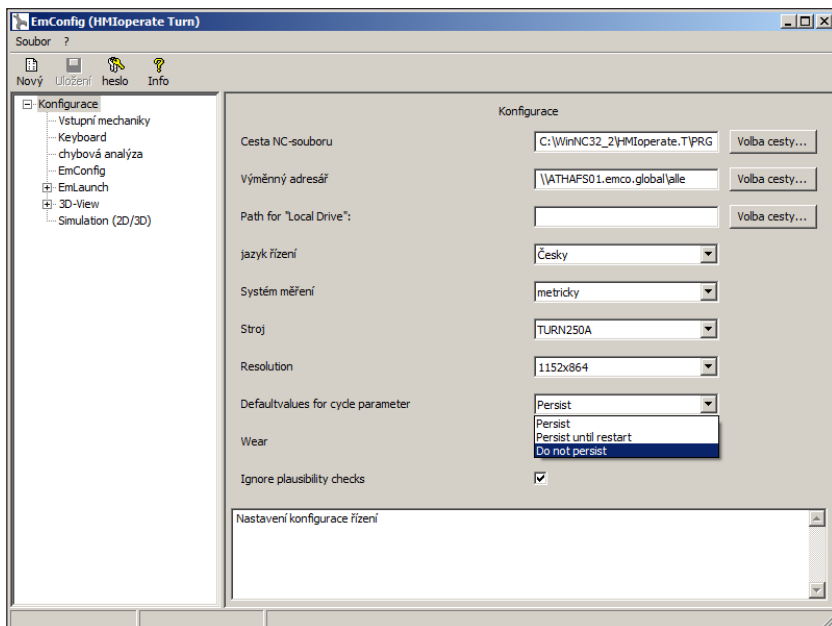 EmConfig (HMIoperate Turn)
Soubor ?
Nový Uložení heslo Info
Konfigurace
Vstupní mechaniky
Keyboard
chybová analýza
EmConfig
EmLaunch
3D-View
Simulation (2D/3D)
Konfigurace
Cesta NC-souboru C:\WinNC32_2\HMIoperate.T\PRG Volba cesty...
Výměnný adresář \\ATHAFS01.emco.global\alle Volba cesty...
Path for "Local Drive": Volba cesty...
jazyk řízení Česky
Systém měření metricky
Stroj TURN250A
Resolution 1152x864
Defaultvalues for cycle parameter Persist
Persist
Persist until restart
Do not persist
Wear
Ignore plausibility checks
Nastavení konfigurace řízení